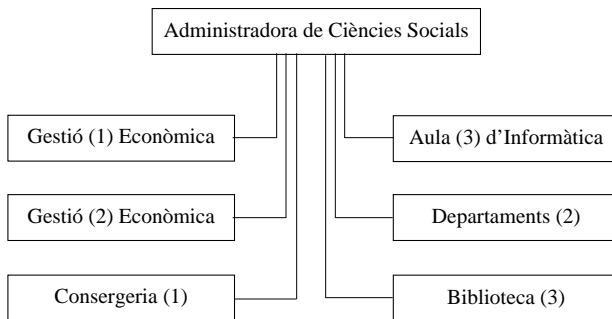 Administradora de Ciències Socials
Gestió (1) Econòmica
Aula (3) d’Informàtica
Gestió (2) Econòmica
Departaments (2)
Consergeria (1)
Biblioteca (3)